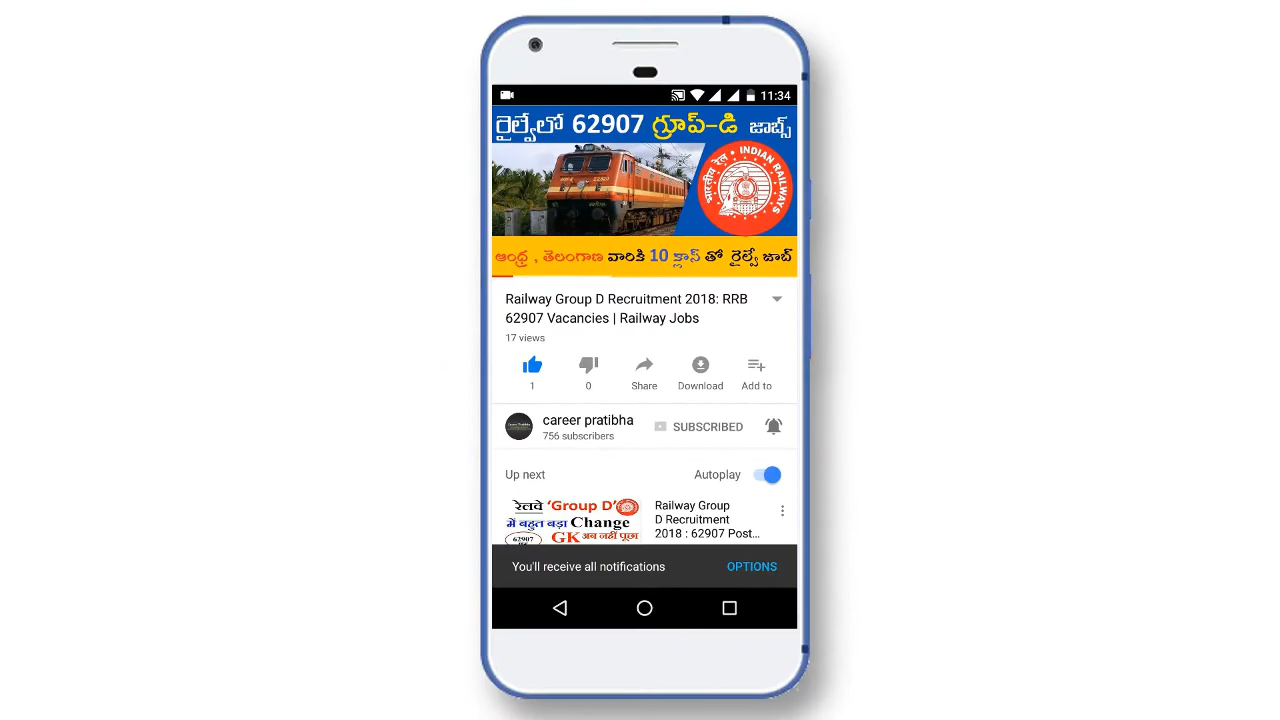 11:34
రైల్వేలో 62907 గ్రూప్-డి జాబ్స్
भारतीय रेल • INDIAN RAILWAYS
ఆంధ్ర , తెలంగాణ వారికి 10 క్లాస్ తో రైల్వే జాబ్
Railway Group D Recruitment 2018: RRB
62907 Vacancies | Railway Jobs
17 views
1
0
Share
Download
Add to
career pratibha
SUBSCRIBED
756 subscribers
Up next
Autoplay
रेलवे ‘Group D’
में बहुत बड़ा Change
62907
GK अब नहीं पूछा
Railway Group
D Recruitment
2018 : 62907 Post...
You'll receive all notifications
OPTIONS